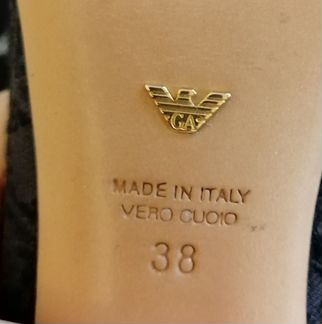 GA
MADE IN ITALY
VERO CUOIO
38